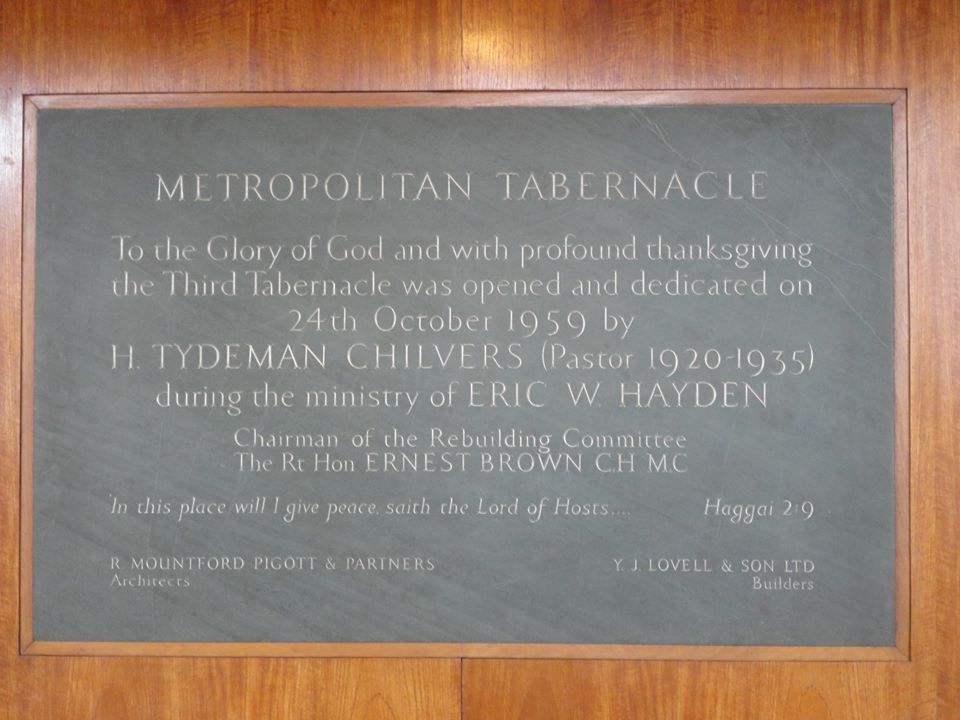 METROPOLITAN TABERNACLE
To the Glory of God and with profound thanksgiving
the Third Tabernacle was opened and dedicated on
24th October 1959 by
H. TYDEMAN CHILVERS (Pastor 1920-1935)
during the ministry of ERIC W. HAYDEN
Chairman of the Rebuilding Committee
The Rt Hon ERNEST BROWN C.H M.C
'In this place will I give peace, saith the Lord of Hosts.... Haggai 2:9
R MOUNTFORD PIGOTT & PARTNERS Y. J. LOVELL & SON LTD
Architects Builders